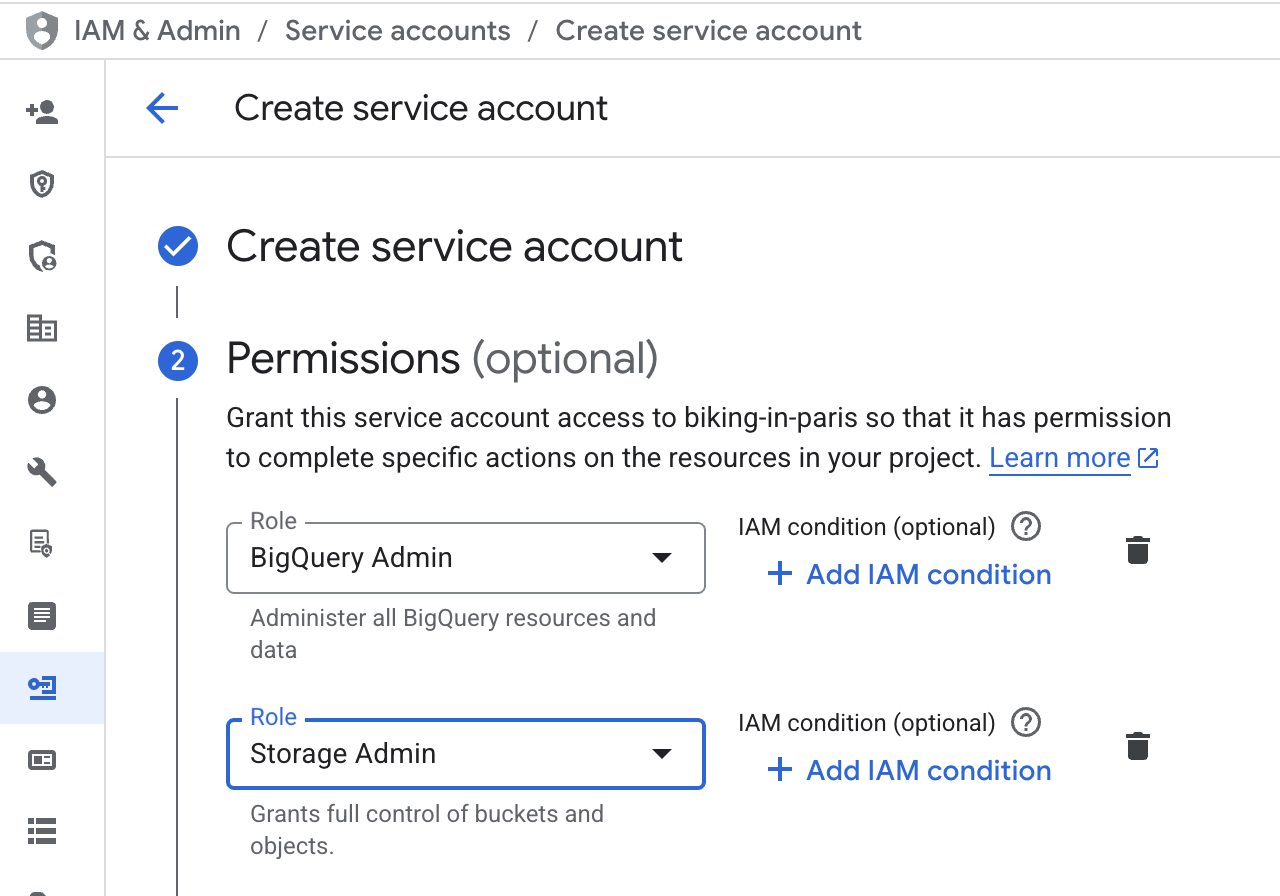 IAM & Admin / Service accounts / Create service account
Create service account
Create service account
2 Permissions (optional)
Grant this service account access to biking-in-paris so that it has permission
to complete specific actions on the resources in your project. Learn more
Role
BigQuery Admin
IAM condition (optional) ?
+ Add IAM condition
Administer all BigQuery resources and
data
Role
Storage Admin
IAM condition (optional) ?
+ Add IAM condition
Grants full control of buckets and
objects.